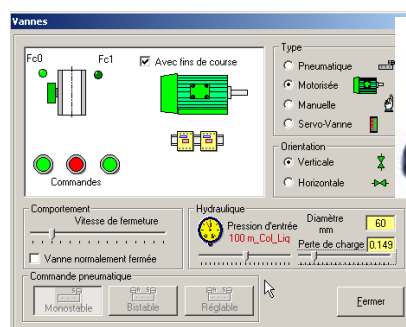 Vannes
Type
Fc0
Fc1
Avec fins de course
Pneumatique
Motorisée
Manuelle
Servo-Vanne
Commandes
Orientation
Verticale
Horizontale
Comportement
Vitesse de fermeture
Vanne normalement fermée
Hydraulique
Pression d'entrée
100 m_Col_Liq
Diamètre
mm
60
Perte de charge
0.149
Commande pneumatique
Monostable
Bistable
Réglable
Fermer